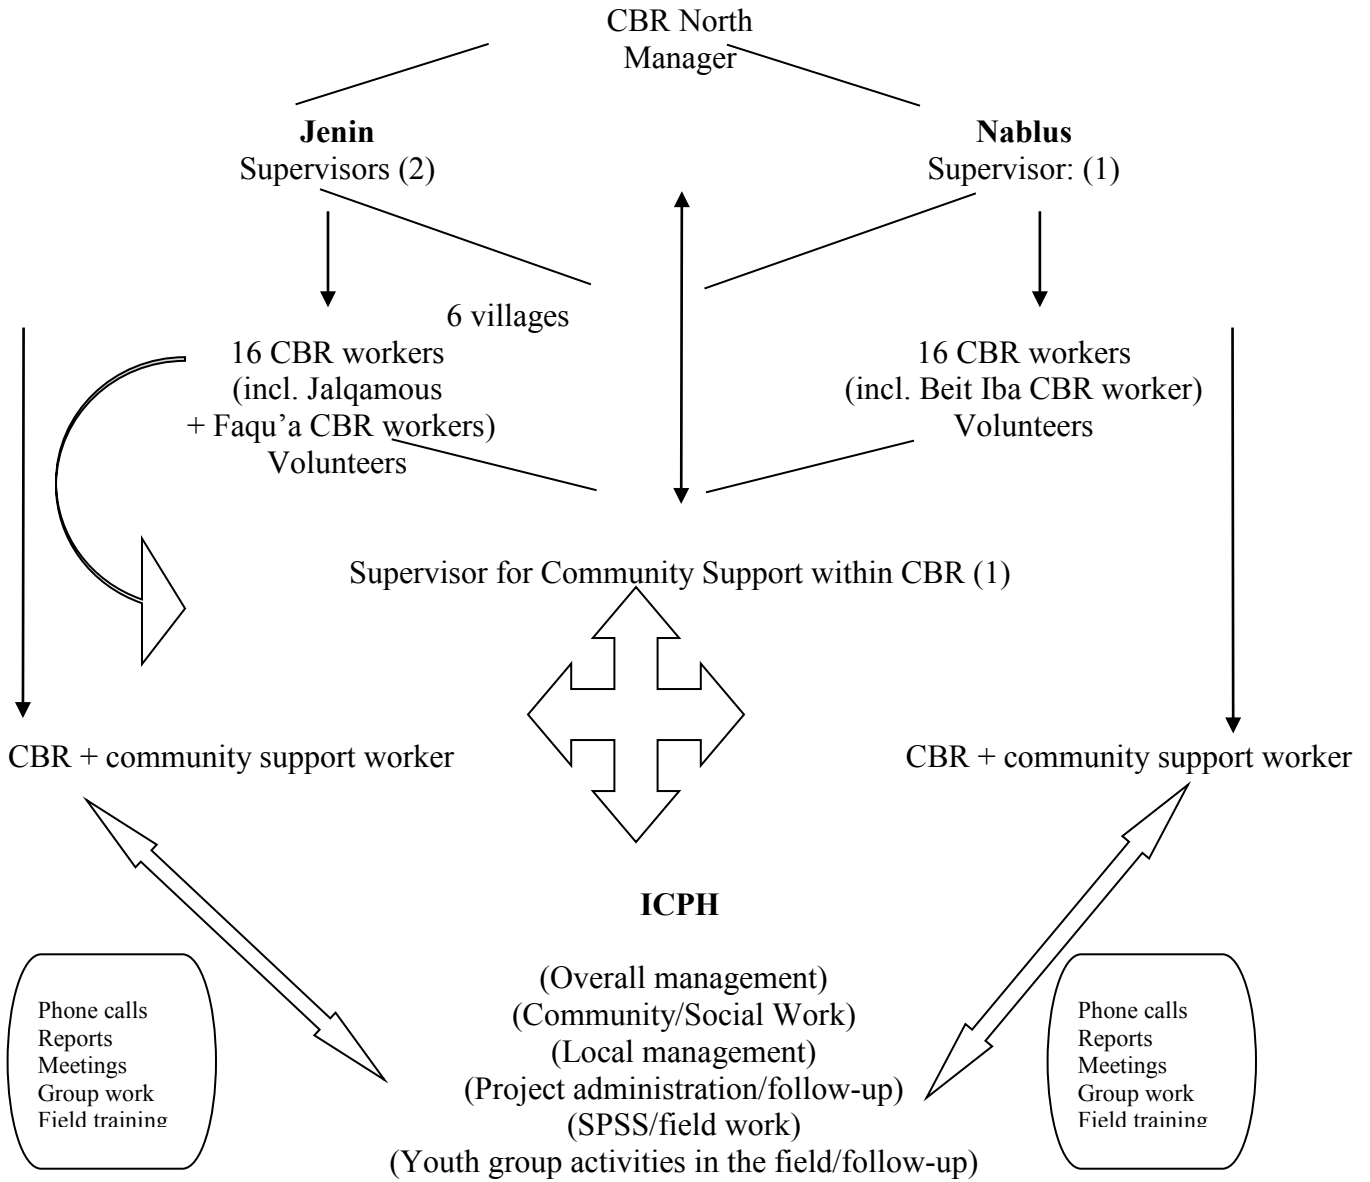 CBR North
Manager
Jenin
Supervisors (2)
Nablus
Supervisor: (1)
6 villages
16 CBR workers
(incl. Jalqamous
+ Faqu’a CBR workers)
Volunteers
16 CBR workers
(incl. Beit Iba CBR worker)
Volunteers
Supervisor for Community Support within CBR (1)
CBR + community support worker
CBR + community support worker
ICPH
(Overall management)
(Community/Social Work)
(Local management)
(Project administration/follow-up)
(SPSS/field work)
(Youth group activities in the field/follow-up)
Phone calls
Reports
Meetings
Group work
Field training
Phone calls
Reports
Meetings
Group work
Field training